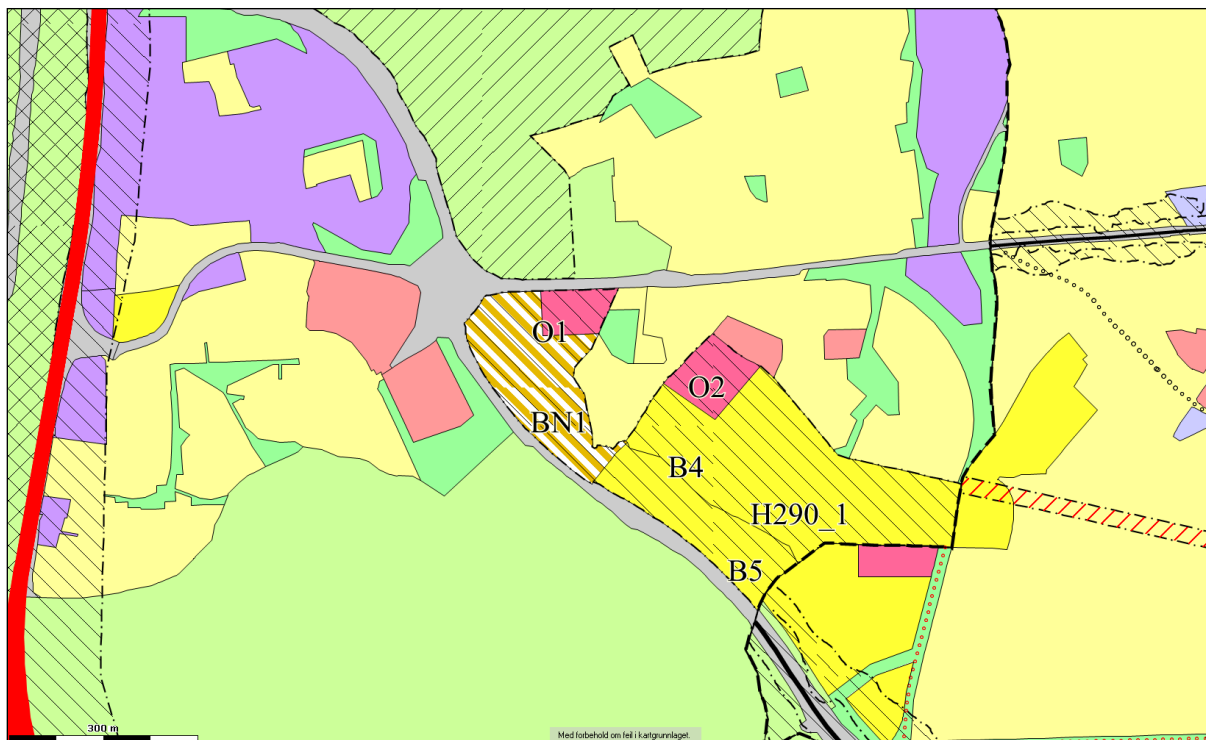 O1
O2
BN1
B4
H290_1
B5
300 m
Med forbehold om feil i kartgrunnlaget.